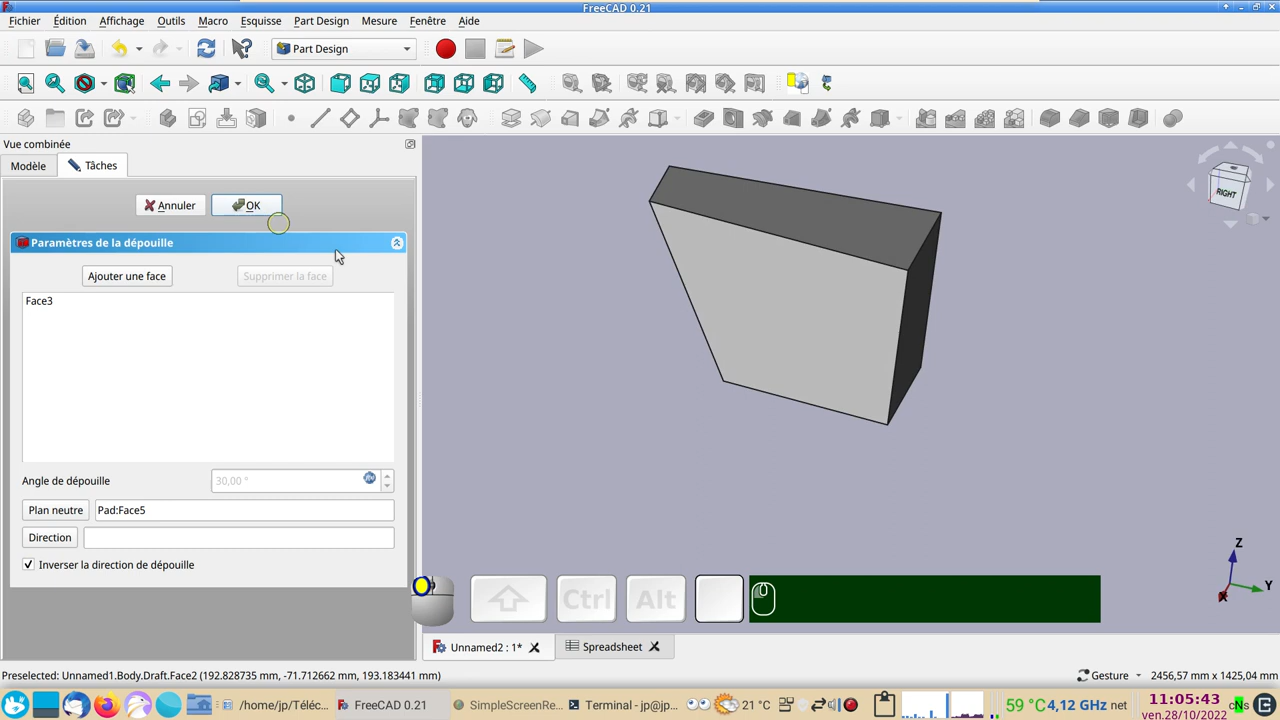 FreeCAD 0.21
Fichier Édition Affichage Outils Macro Esquisse Part Design Mesure Fenêtre Aide
Part Design
Vue combinée
Modèle Tâches
Annuler OK
Paramètres de la dépouille
Ajouter une face Supprimer la face
Face3
Angle de dépouille 30,00 °
Plan neutre Pad:Face5
Direction
Inverser la direction de dépouille
RIGHT
Z
Y
X
Ctrl Alt
Unnamed2 : 1* Spreadsheet
Preselected: Unnamed1.Body.Draft.Face2 (192.828735 mm, -71.712662 mm, 193.783441 mm) Gesture 2456,57 mm x 1425,04 mm
/home/jp/Téléc... FreeCAD 0.21 SimpleScreenRe... Terminal - jp@jp... 21 °C 59 °C 4,12 GHz net 11:05:43 cNs
ven.28/10/2022